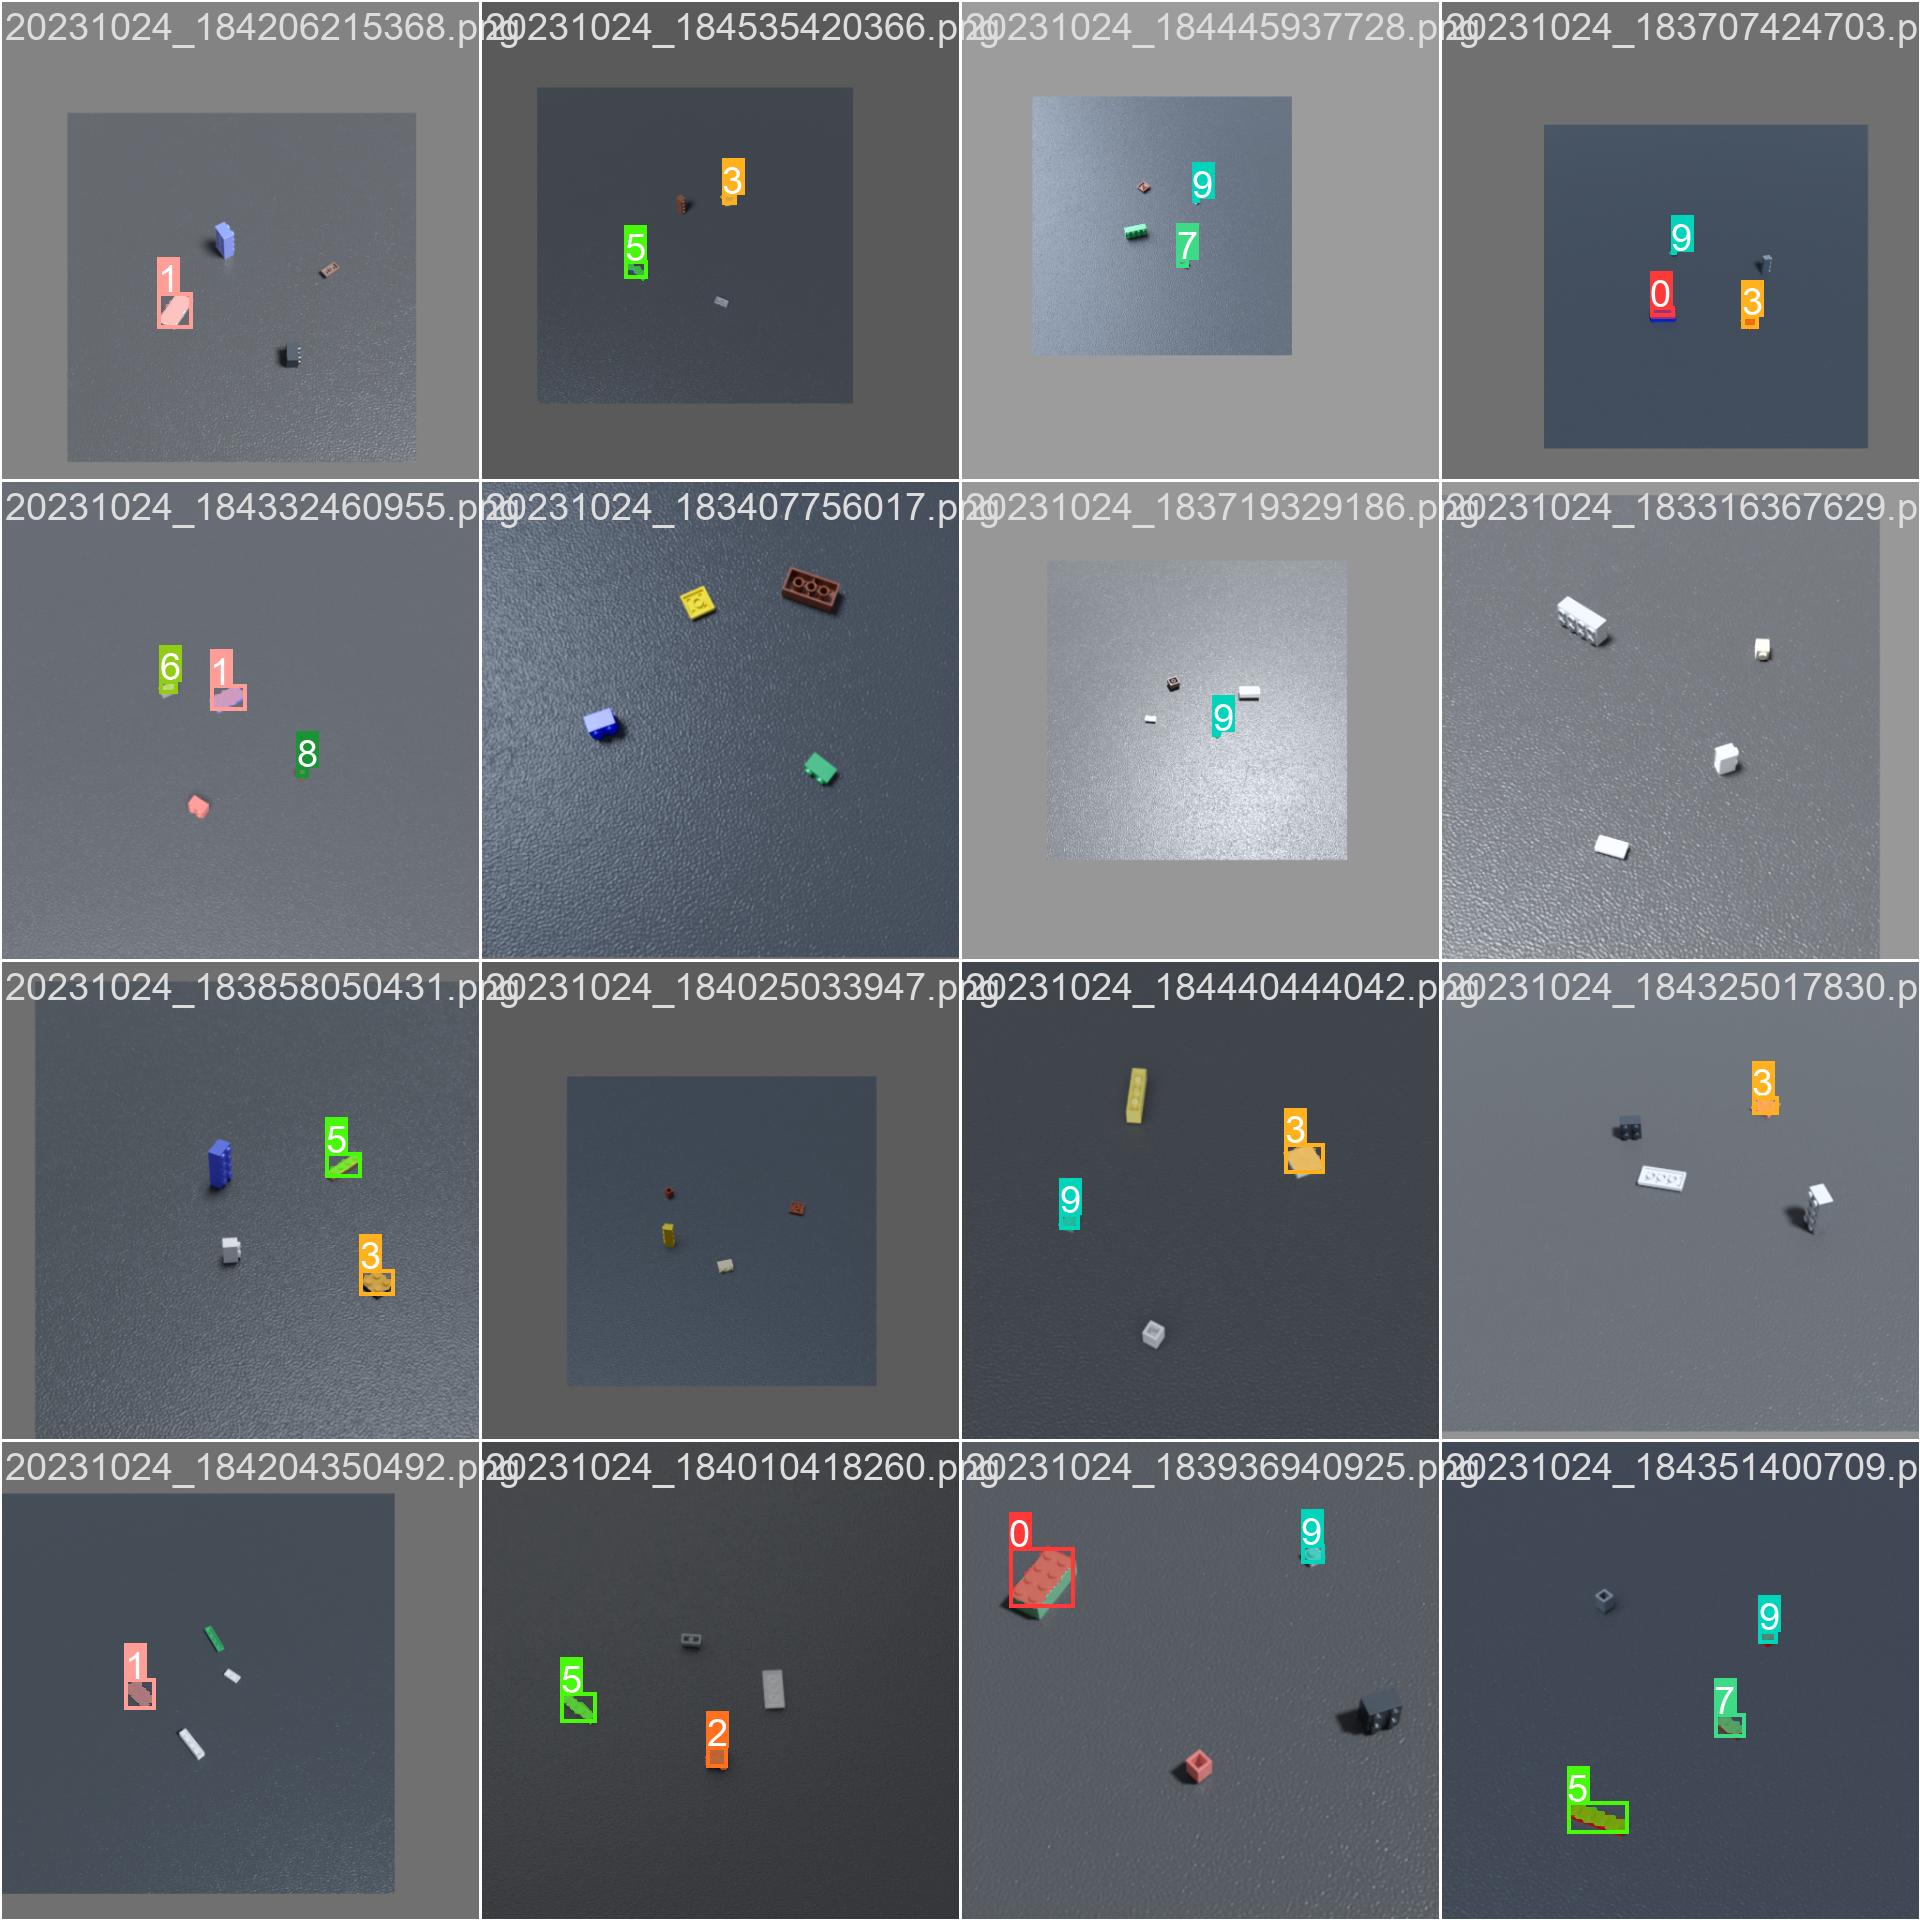 20231024_184206215368.png
20231024_184535420366.png
20231024_184445937728.png
20231024_183707424703.p
3
9
9
5
7
1
0
3
20231024_184332460955.png
20231024_183407756017.png
20231024_183719329186.png
20231024_183316367629.p
6
1
9
8
20231024_183858050431.png
20231024_184025033947.png
20231024_184440444042.png
20231024_184325017830.p
3
5
3
9
3
20231024_184204350492.png
20231024_184010418260.png
20231024_183936940925.png
20231024_184351400709.p
0
9
9
1
5
7
2
5